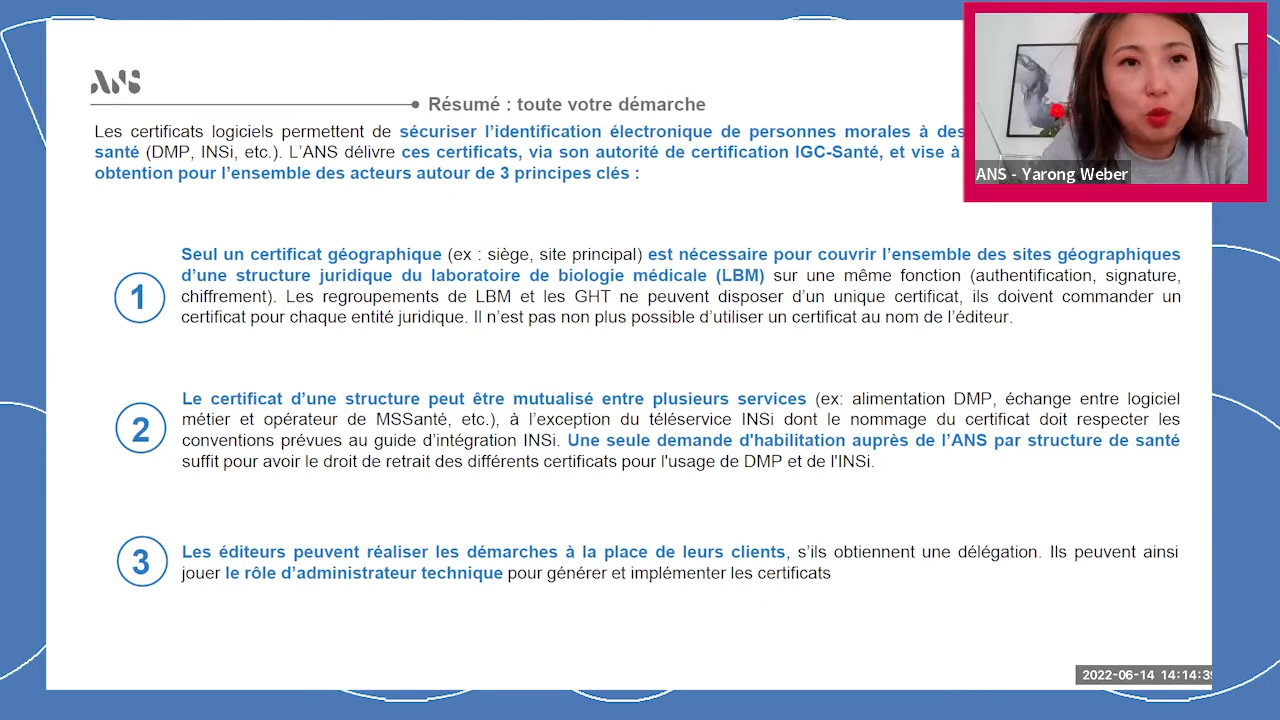 ANS
Résumé : toute votre démarche
Les certificats logiciels permettent de sécuriser l'identification électronique de personnes morales à des
santé (DMP, INSi, etc.). L'ANS délivre ces certificats, via son autorité de certification IGC-Santé, et vise à
obtention pour l'ensemble des acteurs autour de 3 principes clés :
ANS - Yarong Weber
1
Seul un certificat géographique (ex : siège, site principal) est nécessaire pour couvrir l'ensemble des sites géographiques
d'une structure juridique du laboratoire de biologie médicale (LBM) sur une même fonction (authentification, signature,
chiffrement). Les regroupements de LBM et les GHT ne peuvent disposer d'un unique certificat, ils doivent commander un
certificat pour chaque entité juridique. Il n'est pas non plus possible d'utiliser un certificat au nom de l'éditeur.
2
Le certificat d'une structure peut être mutualisé entre plusieurs services (ex: alimentation DMP, échange entre logiciel
métier et opérateur de MSSanté, etc.), à l'exception du téléservice INSi dont le nommage du certificat doit respecter les
conventions prévues au guide d'intégration INSi. Une seule demande d'habilitation auprès de l'ANS par structure de santé
suffit pour avoir le droit de retrait des différents certificats pour l'usage de DMP et de l'INSi.
3
Les éditeurs peuvent réaliser les démarches à la place de leurs clients, s'ils obtiennent une délégation. Ils peuvent ainsi
jouer le rôle d'administrateur technique pour générer et implémenter les certificats
2022-06-14 14:14:39